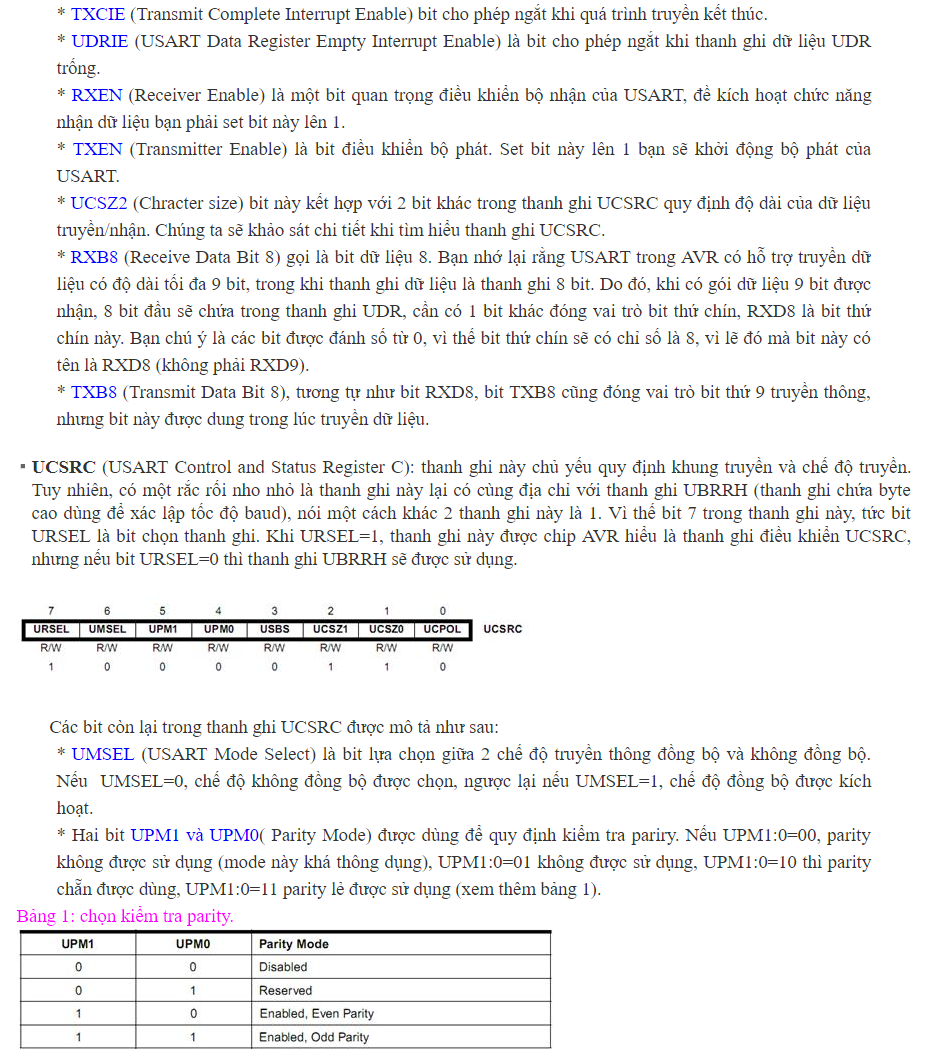 * TXCIE (Transmit Complete Interrupt Enable) bit cho phép ngắt khi quá trình truyền kết thúc.
* UDRIE (USART Data Register Empty Interrupt Enable) là bit cho phép ngắt khi thanh ghi dữ liệu UDR
trống.
* RXEN (Receiver Enable) là một bit quan trọng điều khiển bộ nhận của USART, đề kích hoạt chức năng
nhận dữ liệu bạn phải set bit này lên 1.
* TXEN (Transmitter Enable) là bit điều khiển bộ phát. Set bit này lên 1 bạn sẽ khởi động bộ phát của
USART.
* UCSZ2 (Chracter size) bit này kết hợp với 2 bit khác trong thanh ghi UCSRC quy định độ dài của dữ liệu
truyền/nhận. Chúng ta sẽ khảo sát chi tiết khi tìm hiểu thanh ghi UCSRC.
* RXB8 (Receive Data Bit 8) gọi là bit dữ liệu 8. Bạn nhớ lại rằng USART trong AVR có hỗ trợ truyền dữ
liệu có độ dài tối đa 9 bit, trong khi thanh ghi dữ liệu là thanh ghi 8 bit. Do đó, khi có gói dữ liệu 9 bit được
nhận, 8 bit đầu sẽ chứa trong thanh ghi UDR, cần có 1 bit khác đóng vai trò bit thứ chín, RXD8 là bit thứ
chín này. Bạn chú ý là các bit được đánh số từ 0, vì thế bit thứ chín sẽ có chỉ số là 8, vì lẽ đó mà bit này có
tên là RXD8 (không phải RXD9).
* TXB8 (Transmit Data Bit 8), tương tự như bit RXD8, bit TXB8 cũng đóng vai trò bit thứ 9 truyền thông,
nhưng bit này được dung trong lúc truyền dữ liệu.
▪ UCSRC (USART Control and Status Register C): thanh ghi này chủ yếu quy định khung truyền và chế độ truyền.
Tuy nhiên, có một rắc rối nho nhỏ là thanh ghi này lại có cùng địa chỉ với thanh ghi UBRRH (thanh ghi chứa byte
cao dùng để xác lập tốc độ baud), nói một cách khác 2 thanh ghi này là 1. Vì thế bit 7 trong thanh ghi này, tức bit
URSEL là bit chọn thanh ghi. Khi URSEL=1, thanh ghi này được chip AVR hiểu là thanh ghi điều khiển UCSRC,
nhưng nếu bit URSEL=0 thì thanh ghi UBRRH sẽ được sử dụng.
7 6 5 4 3 2 1 0
URSEL UMSEL UPM1 UPM0 USBS UCSZ1 UCSZ0 UCPOL UCSRC
R/W R/W R/W R/W R/W R/W R/W R/W
1 0 0 0 0 1 1 0
Các bit còn lại trong thanh ghi UCSRC được mô tả như sau:
* UMSEL (USART Mode Select) là bit lựa chọn giữa 2 chế độ truyền thông đồng bộ và không đồng bộ.
Nếu UMSEL=0, chế độ không đồng bộ được chọn, ngược lại nếu UMSEL=1, chế độ đồng bộ được kích
hoạt.
* Hai bit UPM1 và UPM0( Parity Mode) được dùng để quy định kiểm tra pariry. Nếu UPM1:0=00, parity
không được sử dụng (mode này khá thông dụng), UPM1:0=01 không được sử dụng, UPM1:0=10 thì parity
chẵn được dùng, UPM1:0=11 parity lẻ được sử dụng (xem thêm bảng 1).
Bảng 1: chọn kiểm tra parity.
UPM1 UPM0 Parity Mode
0 0 Disabled
0 1 Reserved
1 0 Enabled, Even Parity
1 1 Enabled, Odd Parity